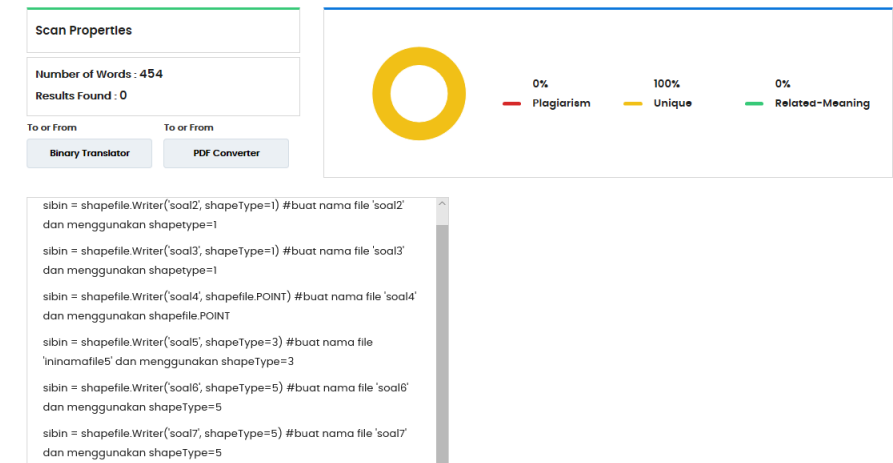 Scan Properties
Number of Words : 454
Results Found : 0
To or From
To or From
Binary Translator
PDF Converter
0%
Plagiarism
100%
Unique
0%
Related-Meaning
sibin = shapefile.Writer('soal2', shapeType=1) #buat nama file 'soal2'
dan menggunakan shapetype=1
sibin = shapefile.Writer('soal3', shapeType=1) #buat nama file 'soal3'
dan menggunakan shapetype=1
sibin = shapefile.Writer('soal4', shapefile.POINT) #buat nama file 'soal4'
dan menggunakan shapefile.POINT
sibin = shapefile.Writer('soal5', shapeType=3) #buat nama file
'ininamafile5' dan menggunakan shapeType=3
sibin = shapefile.Writer('soal6', shapeType=5) #buat nama file 'soal6'
dan menggunakan shapeType=5
sibin = shapefile.Writer('soal7', shapeType=5) #buat nama file 'soal7'
dan menggunakan shapeType=5